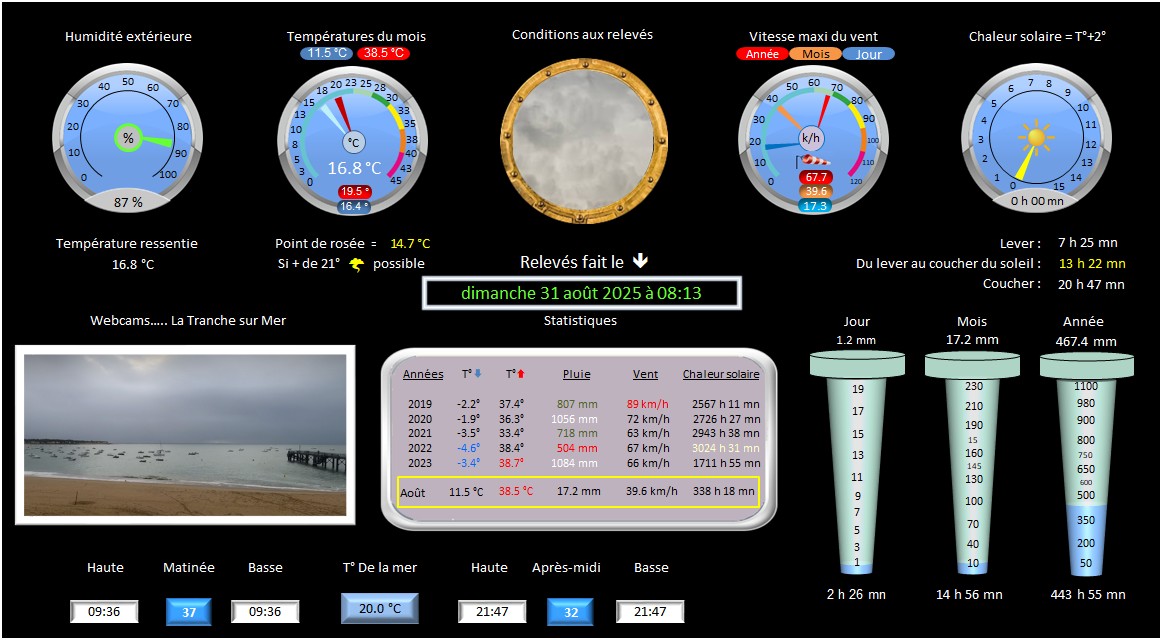 Humidité extérieure
Températures du mois
Conditions aux relevés
Vitesse maxi du vent
Chaleur solaire = T°+2°
11.5 °C 38.5 °C
Année Mois Jour
0 10 20 30 40 50 60 70 80 90 100
%
87 %
0 3 5 8 10 13 15 18 20 23 25 28 30 33 35 38 40 43 45
°C
16.8 °C
19.5 °
16.4 °
0 10 20 30 40 50 60 70 80 90 100 110 120
k/h
67.7
39.6
17.3
0 1 2 3 4 5 6 7 8 9 10 11 12 13 14 15
0 h 00 mn
Température ressentie
16.8 °C
Point de rosée = 14.7 °C
Si + de 21° possible
Relevés fait le
dimanche 31 août 2025 à 08:13
Lever : 7 h 25 mn
Du lever au coucher du soleil : 13 h 22 mn
Coucher : 20 h 47 mn
Webcams..... La Tranche sur Mer
Statistiques
Années T° T° Pluie Vent Chaleur solaire
2019 -2.2° 37.4° 807 mm 89 km/h 2567 h 11 mn
2020 -1.9° 36.3° 1056 mm 72 km/h 2726 h 27 mn
2021 -3.5° 33.4° 718 mm 63 km/h 2943 h 38 mn
2022 -4.6° 38.4° 504 mm 67 km/h 3024 h 31 mn
2023 -3.4° 38.7° 1084 mm 66 km/h 1711 h 55 mn
Août 11.5 °C 38.5 °C 17.2 mm 39.6 km/h 338 h 18 mn
Jour
1.2 mm
19
17
15
13
11
9
7
5
3
1
2 h 26 mn
Mois
17.2 mm
230
210
190
15
160
145
130
100
70
40
10
14 h 56 mn
Année
467.4 mm
1100
980
900
800
750
650
600
500
350
200
50
443 h 55 mn
Haute Matinée Basse T° De la mer Haute Après-midi Basse
09:36 37 09:36 20.0 °C 21:47 32 21:47